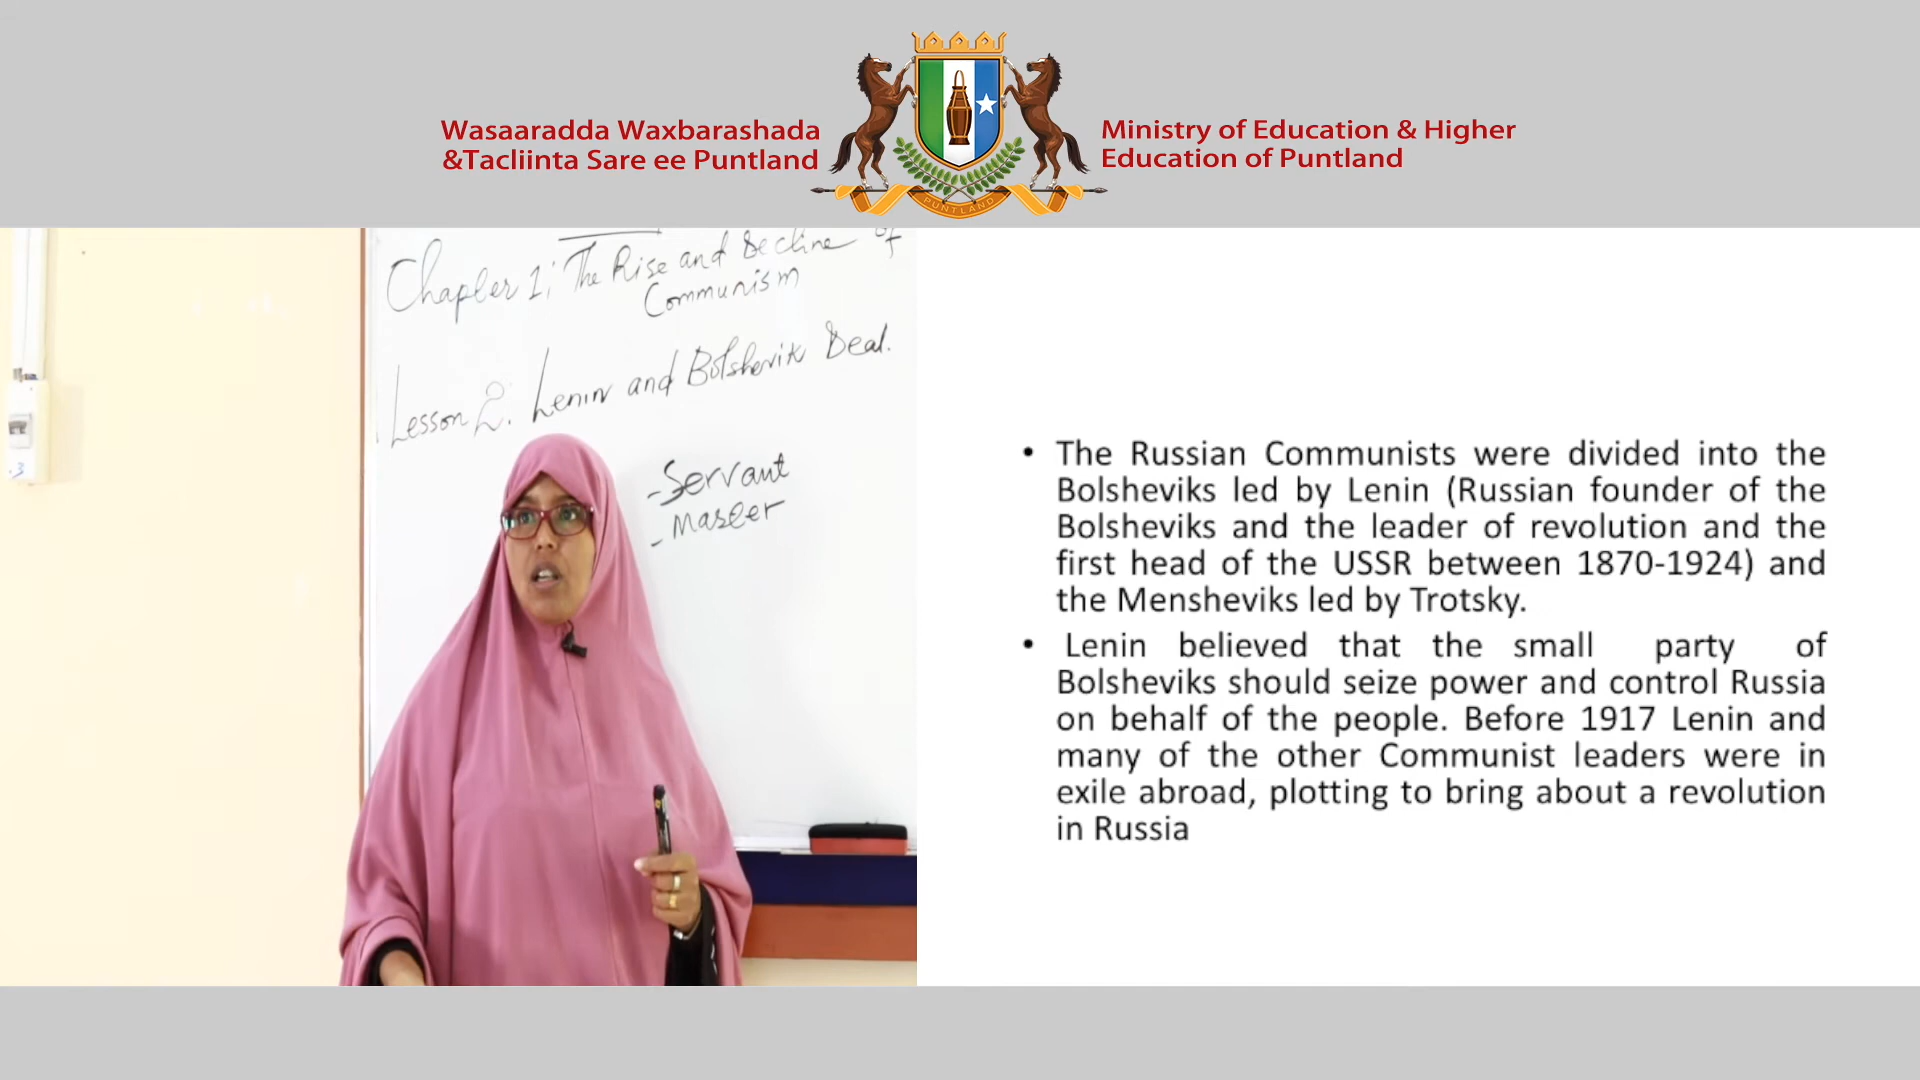 Wasaaradda Waxbarashada
&Tacliinta Sare ee Puntland
Ministry of Education & Higher
Education of Puntland
PUNTLAND
Chapter 1; The Rise and Decline of
Communism
Lesson 2. Lenin and Bolshevik Deal.
-Servant
- Master
.3
• The Russian Communists were divided into the
Bolsheviks led by Lenin (Russian founder of the
Bolsheviks and the leader of revolution and the
first head of the USSR between 1870-1924) and
the Mensheviks led by Trotsky.
• Lenin believed that the small party of
Bolsheviks should seize power and control Russia
on behalf of the people. Before 1917 Lenin and
many of the other Communist leaders were in
exile abroad, plotting to bring about a revolution
in Russia